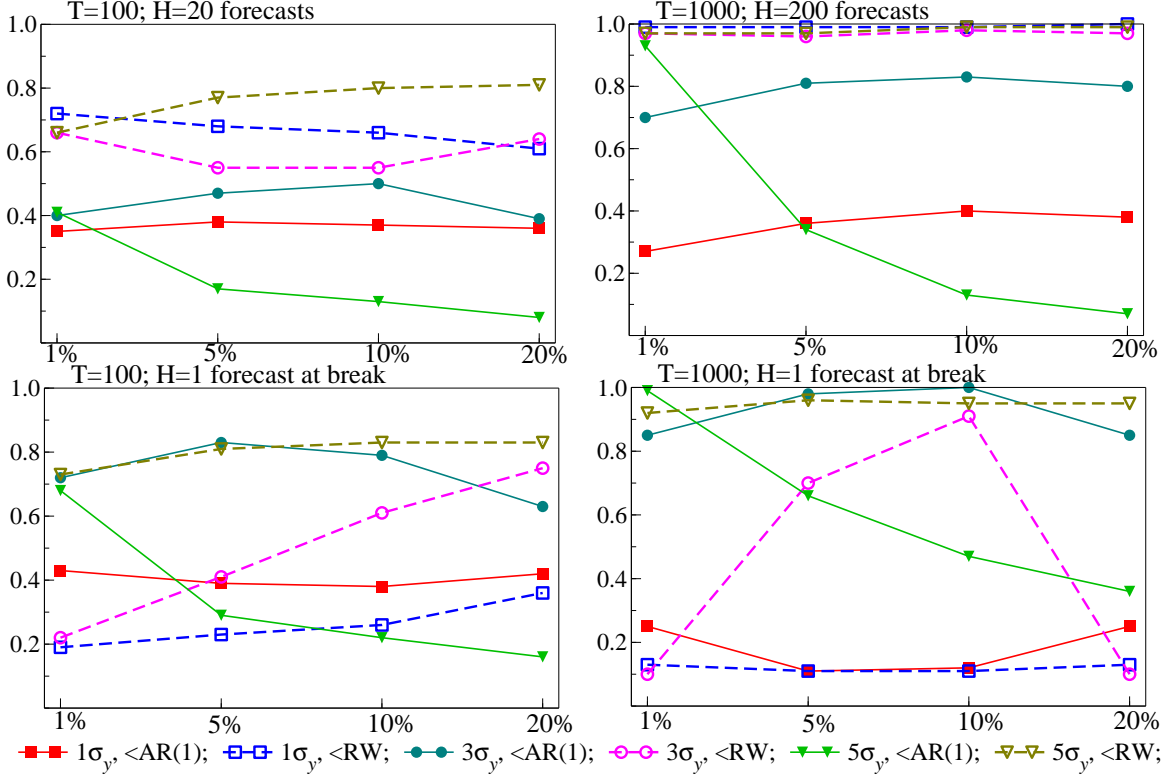 T=100; H=20 forecasts
1.0
0.8
0.6
0.4
0.2
1% 5% 10% 20%
T=1000; H=200 forecasts
1.0
0.8
0.6
0.4
0.2
1% 5% 10% 20%
T=100; H=1 forecast at break
1.0
0.8
0.6
0.4
0.2
1% 5% 10% 20%
T=1000; H=1 forecast at break
1.0
0.8
0.6
0.4
0.2
1% 5% 10% 20%
1σy, <AR(1); 1σy, <RW; 3σy, <AR(1); 3σy, <RW; 5σy, <AR(1); 5σy, <RW;